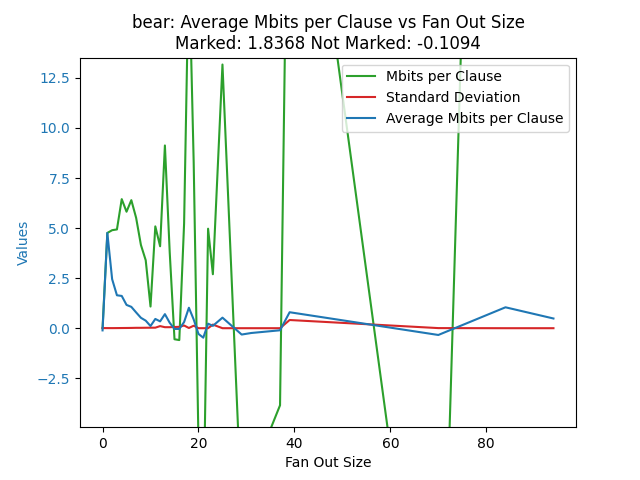 bear: Average Mbits per Clause vs Fan Out Size
Marked: 1.8368 Not Marked: -0.1094
12.5
10.0
7.5
5.0
2.5
0.0
−2.5
Values
Mbits per Clause
Standard Deviation
Average Mbits per Clause
0
20
40
60
80
Fan Out Size